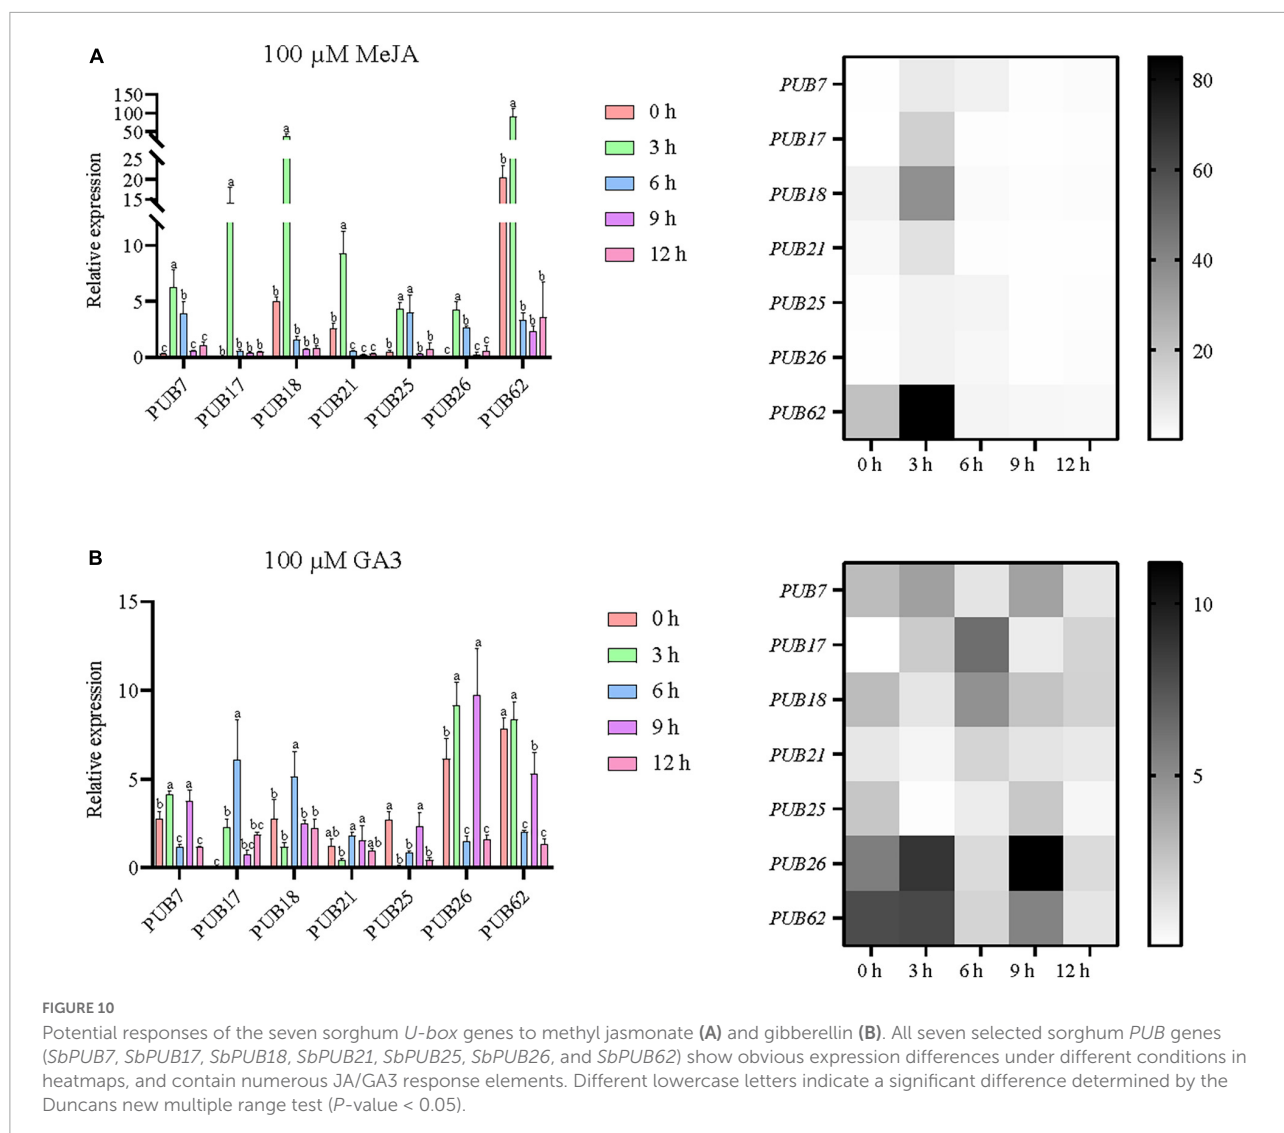 A
100 µM MeJA
Relative expression
150
100
50
25
20
15
10
5
0
a
b
a
a
a
b
a
b
c
b
c
c
b
b
b
b
b
b
b
c
c
c
a
a
b
b
b
a
b
c
c
c
b
b
b
PUB7
PUB17
PUB18
PUB21
PUB25
PUB26
PUB62
0 h
3 h
6 h
9 h
12 h
PUB7
PUB17
PUB18
PUB21
PUB25
PUB26
PUB62
0 h 3 h 6 h 9 h 12 h
80
60
40
20
B
100 µM GA3
Relative expression
15
10
5
0
b
a
c
a
c
c
b
a
bc
bc
b
b
a
b
b
ab
b
a
a
ab
a
b
b
a
b
b
a
c
a
c
a
a
c
b
c
PUB7
PUB17
PUB18
PUB21
PUB25
PUB26
PUB62
0 h
3 h
6 h
9 h
12 h
PUB7
PUB17
PUB18
PUB21
PUB25
PUB26
PUB62
0 h 3 h 6 h 9 h 12 h
10
5
FIGURE 10
Potential responses of the seven sorghum U-box genes to methyl jasmonate (A) and gibberellin (B). All seven selected sorghum PUB genes
(SbPUB7, SbPUB17, SbPUB18, SbPUB21, SbPUB25, SbPUB26, and SbPUB62) show obvious expression differences under different conditions in
heatmaps, and contain numerous JA/GA3 response elements. Different lowercase letters indicate a significant difference determined by the
Duncans new multiple range test (P-value < 0.05).